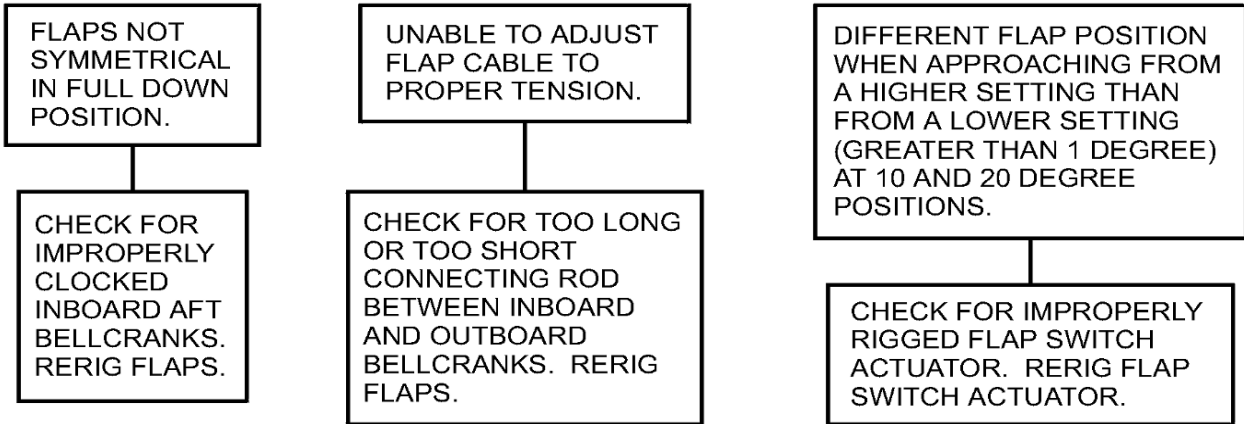 FLAPS NOT
SYMMETRICAL
IN FULL DOWN
POSITION.
CHECK FOR
IMPROPERLY
CLOCKED
INBOARD AFT
BELLCRANKS.
RERIG FLAPS.
UNABLE TO ADJUST
FLAP CABLE TO
PROPER TENSION.
CHECK FOR TOO LONG
OR TOO SHORT
CONNECTING ROD
BETWEEN INBOARD
AND OUTBOARD
BELLCRANKS. RERIG
FLAPS.
DIFFERENT FLAP POSITION
WHEN APPROACHING FROM
A HIGHER SETTING THAN
FROM A LOWER SETTING
(GREATER THAN 1 DEGREE)
AT 10 AND 20 DEGREE
POSITIONS.
CHECK FOR IMPROPERLY
RIGGED FLAP SWITCH
ACTUATOR. RERIG FLAP
SWITCH ACTUATOR.